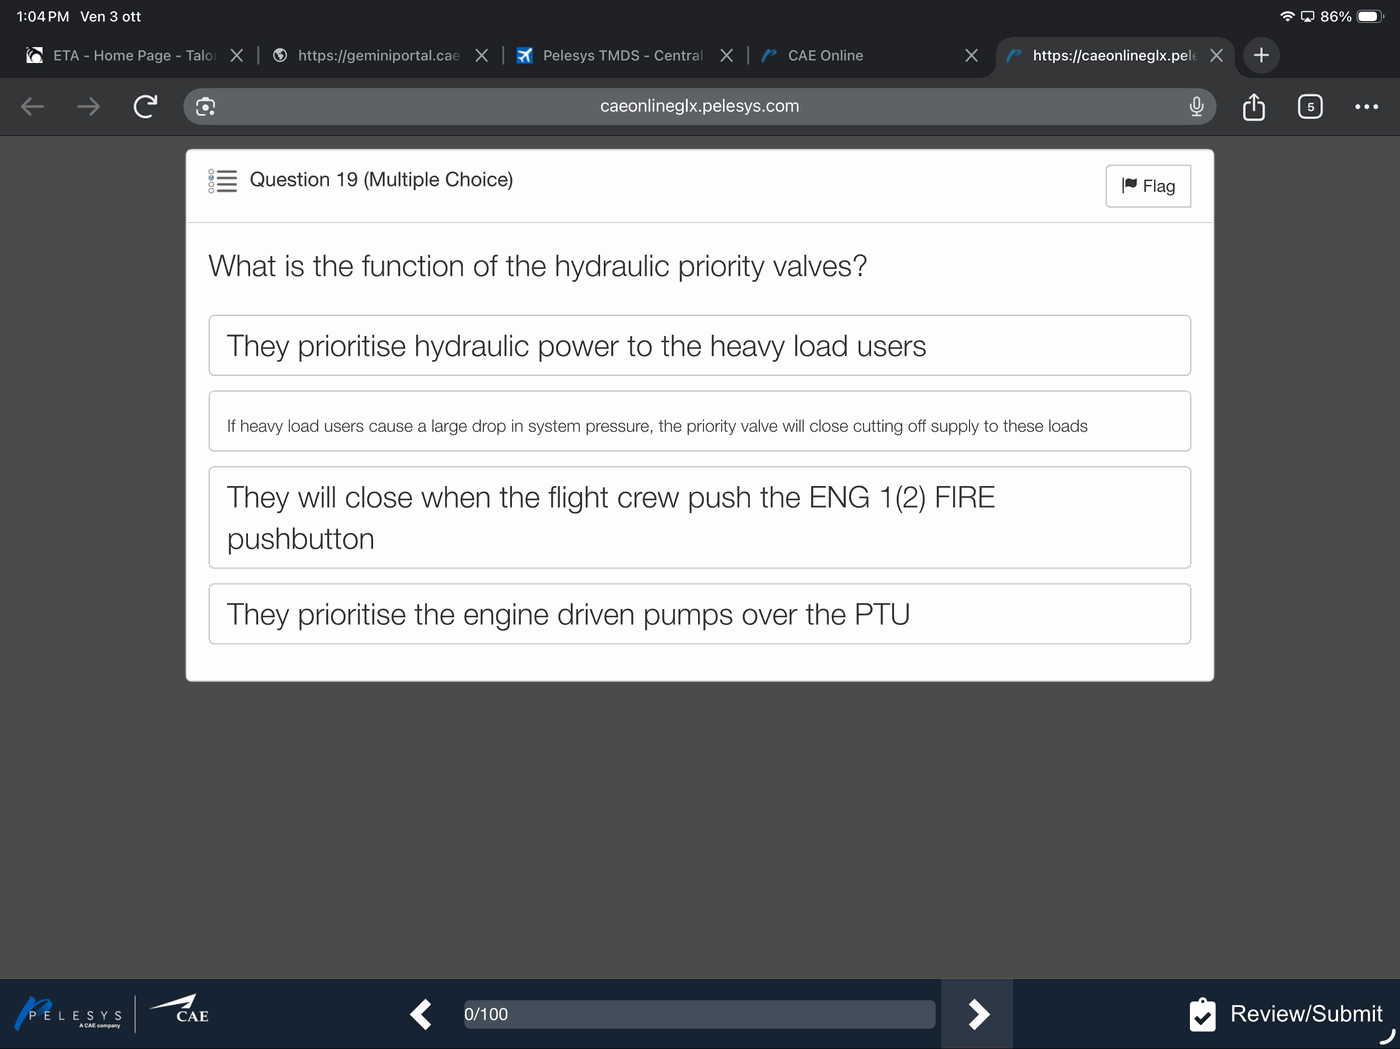 1:04 PM Ven 3 ott
86%
ETA - Home Page - Talo
https://geminiportal.cae
Pelesys TMDS - Central
CAE Online
https://caeonlineglx.pele
caeonlineglx.pelesys.com
5
Question 19 (Multiple Choice)
Flag
What is the function of the hydraulic priority valves?
They prioritise hydraulic power to the heavy load users
If heavy load users cause a large drop in system pressure, the priority valve will close cutting off supply to these loads
They will close when the flight crew push the ENG 1(2) FIRE
pushbutton
They prioritise the engine driven pumps over the PTU
PELESYS
A CAE company
CAE
0/100
Review/Submit